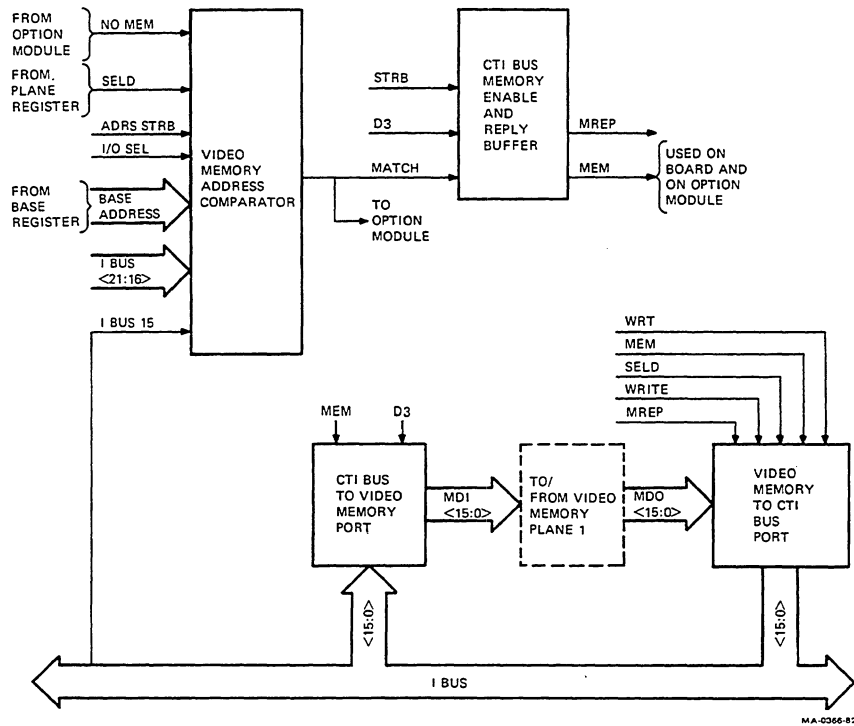 FROM
OPTION
MODULE
NO MEM
FROM.
PLANE
REGISTER
SELD
ADRS STRB
I/O SEL
FROM
BASE
REGISTER
BASE
ADDRESS
I BUS
<21:16>
I BUS 15
VIDEO
MEMORY
ADDRESS
COMPARATOR
STRB
D3
MATCH
TO
OPTION
MODULE
CTI BUS
MEMORY
ENABLE
AND
REPLY
BUFFER
MREP
MEM
USED ON
BOARD AND
ON OPTION
MODULE
WRT
MEM
SELD
WRITE
MREP
MEM
D3
CTI BUS
TO VIDEO
MEMORY
PORT
MDI
<15:0>
TO/
FROM VIDEO
MEMORY
PLANE 1
MDO
<15:0>
VIDEO
MEMORY
TO CTI
BUS
PORT
<15:0>
<15:0>
I BUS
MA-0366-82